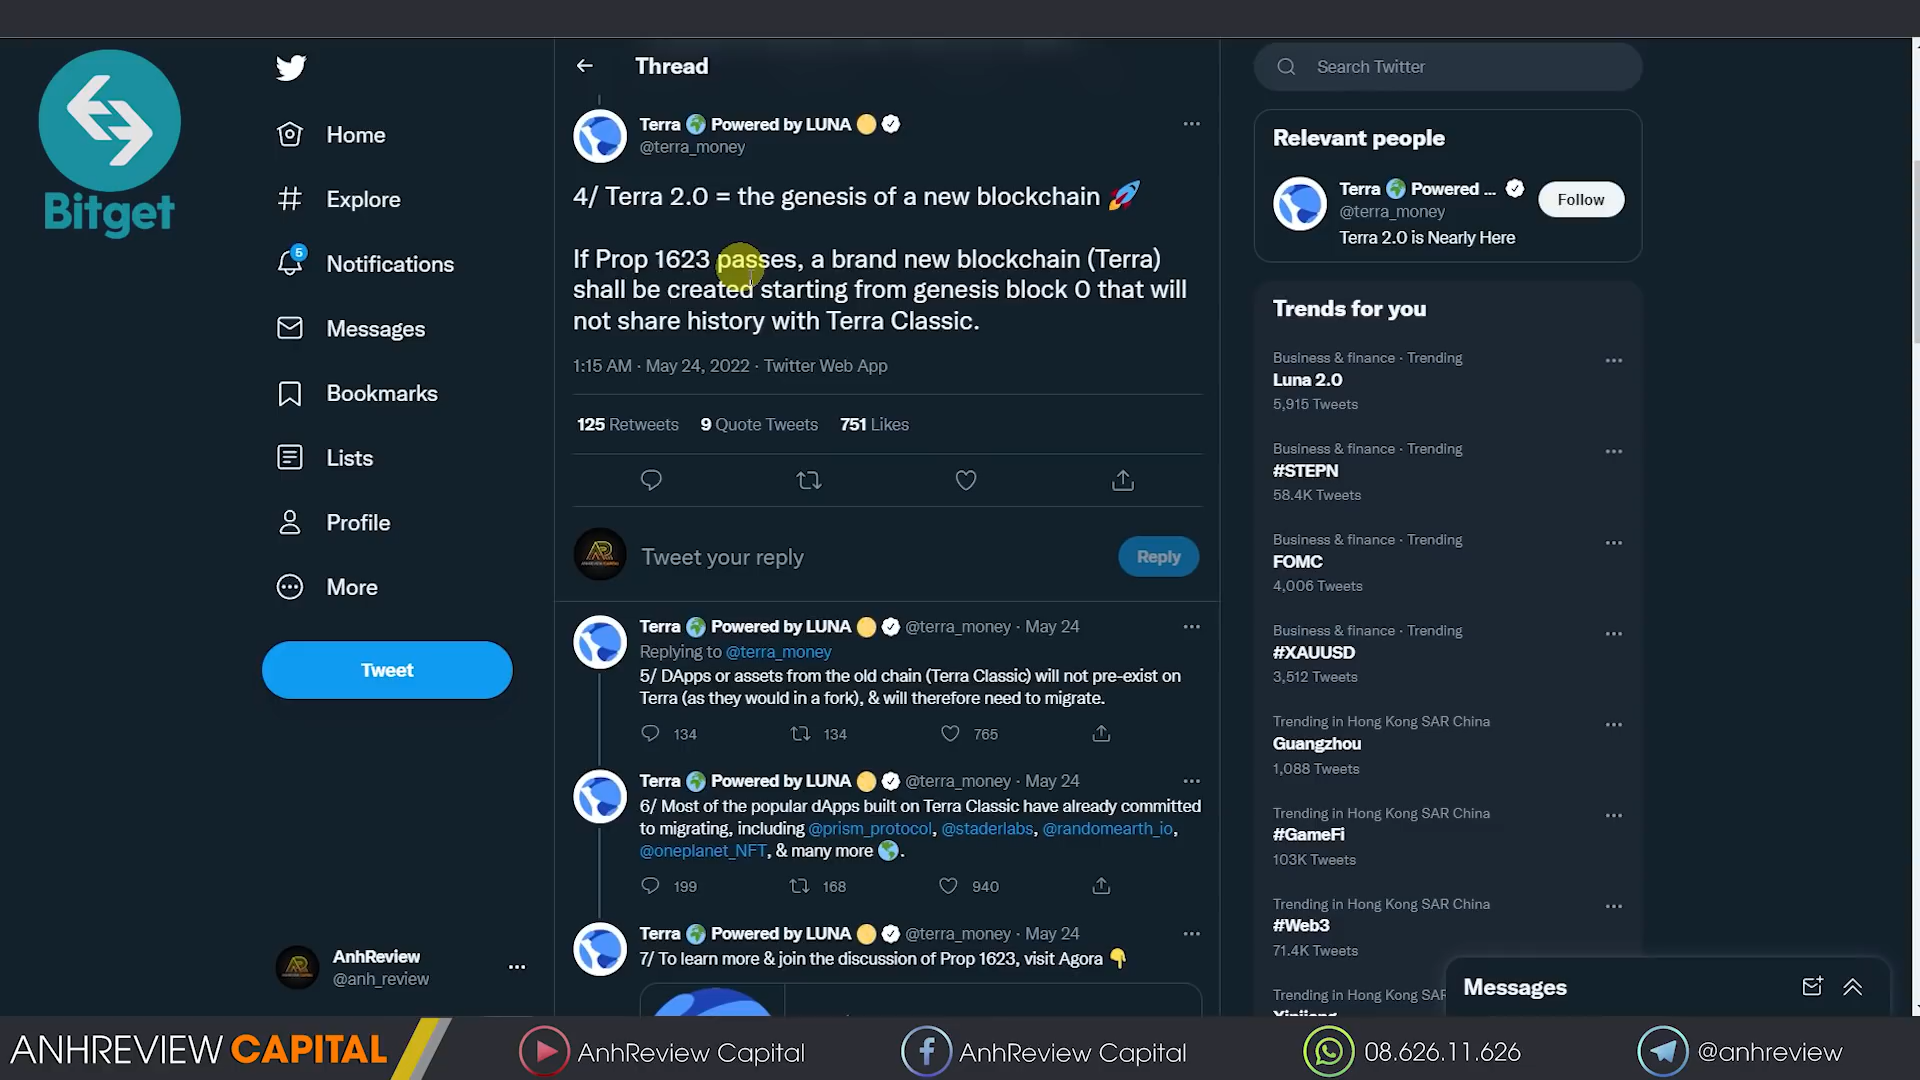 Bitget
Home
Explore
5
Notifications
Messages
Bookmarks
Lists
Profile
More
Tweet
AnhReview
@anh_review
Thread
Terra 🌍 Powered by LUNA 🟡
@terra_money
4/ Terra 2.0 = the genesis of a new blockchain 🚀
If Prop 1623 passes, a brand new blockchain (Terra)
shall be created starting from genesis block 0 that will
not share history with Terra Classic.
1:15 AM · May 24, 2022 · Twitter Web App
125 Retweets 9 Quote Tweets 751 Likes
Tweet your reply
Reply
Terra 🌍 Powered by LUNA 🟡 @terra_money · May 24
Replying to @terra_money
5/ DApps or assets from the old chain (Terra Classic) will not pre-exist on
Terra (as they would in a fork), & will therefore need to migrate.
134 134 765
Terra 🌍 Powered by LUNA 🟡 @terra_money · May 24
6/ Most of the popular dApps built on Terra Classic have already committed
to migrating, including @prism_protocol, @staderlabs, @randomearth_io,
@oneplanet_NFT, & many more 🌎.
199 168 940
Terra 🌍 Powered by LUNA 🟡 @terra_money · May 24
7/ To learn more & join the discussion of Prop 1623, visit Agora 👇
Search Twitter
Relevant people
Terra 🌍 Powered ...
@terra_money
Follow
Terra 2.0 is Nearly Here
Trends for you
Business & finance · Trending
Luna 2.0
5,915 Tweets
Business & finance · Trending
#STEPN
58.4K Tweets
Business & finance · Trending
FOMC
4,006 Tweets
Business & finance · Trending
#XAUUSD
3,512 Tweets
Trending in Hong Kong SAR China
Guangzhou
1,088 Tweets
Trending in Hong Kong SAR China
#GameFi
103K Tweets
Trending in Hong Kong SAR China
#Web3
71.4K Tweets
Trending in Hong Kong SAR
Messages
ANHREVIEW CAPITAL
AnhReview Capital
AnhReview Capital
08.626.11.626
@anhreview